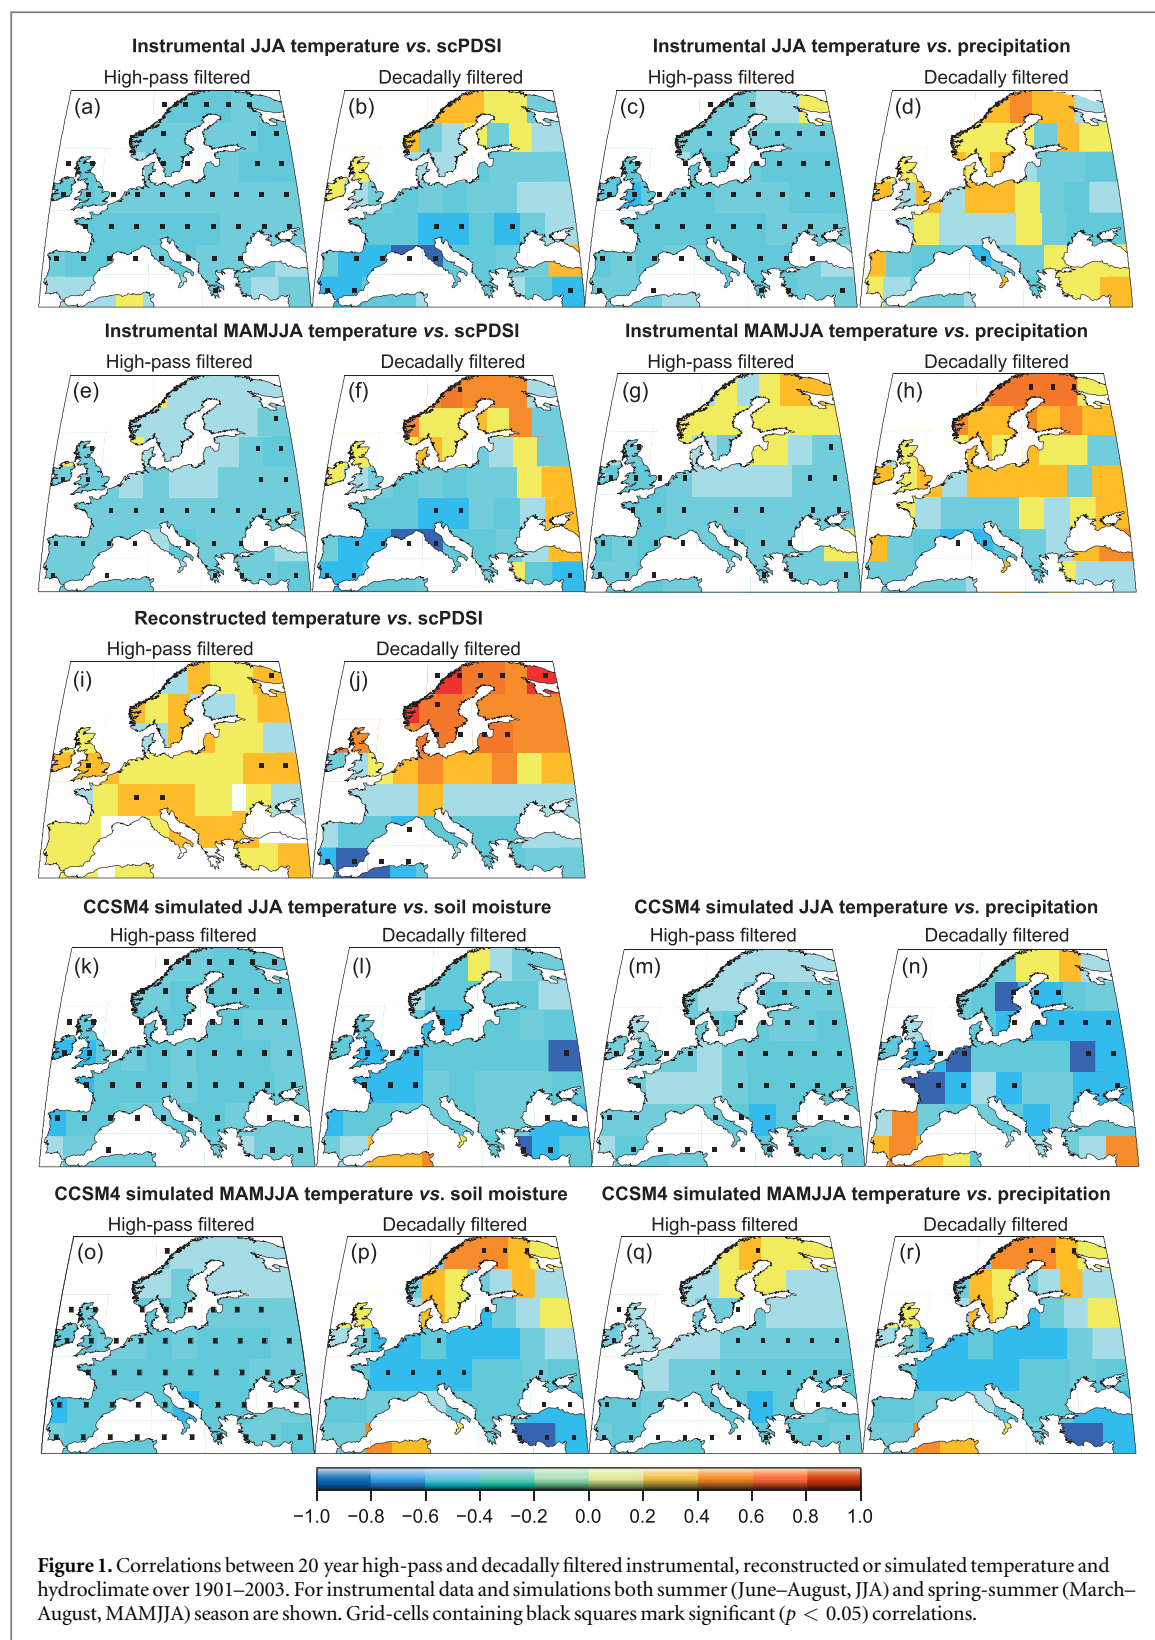 Instrumental JJA temperature vs. scPDSI
Instrumental JJA temperature vs. precipitation
High-pass filtered
Decadally filtered
High-pass filtered
Decadally filtered
(a)
(b)
(c)
(d)
Instrumental MAMJJA temperature vs. scPDSI
Instrumental MAMJJA temperature vs. precipitation
High-pass filtered
Decadally filtered
High-pass filtered
Decadally filtered
(e)
(f)
(g)
(h)
Reconstructed temperature vs. scPDSI
High-pass filtered
Decadally filtered
(i)
(j)
CCSM4 simulated JJA temperature vs. soil moisture
CCSM4 simulated JJA temperature vs. precipitation
High-pass filtered
Decadally filtered
High-pass filtered
Decadally filtered
(k)
(l)
(m)
(n)
CCSM4 simulated MAMJJA temperature vs. soil moisture
CCSM4 simulated MAMJJA temperature vs. precipitation
High-pass filtered
Decadally filtered
High-pass filtered
Decadally filtered
(o)
(p)
(q)
(r)
−1.0 −0.8 −0.6 −0.4 −0.2 0.0 0.2 0.4 0.6 0.8 1.0
Figure 1. Correlations between 20 year high-pass and decadally filtered instrumental, reconstructed or simulated temperature and
hydroclimate over 1901–2003. For instrumental data and simulations both summer (June–August, JJA) and spring-summer (March–
August, MAMJJA) season are shown. Grid-cells containing black squares mark significant (p < 0.05) correlations.